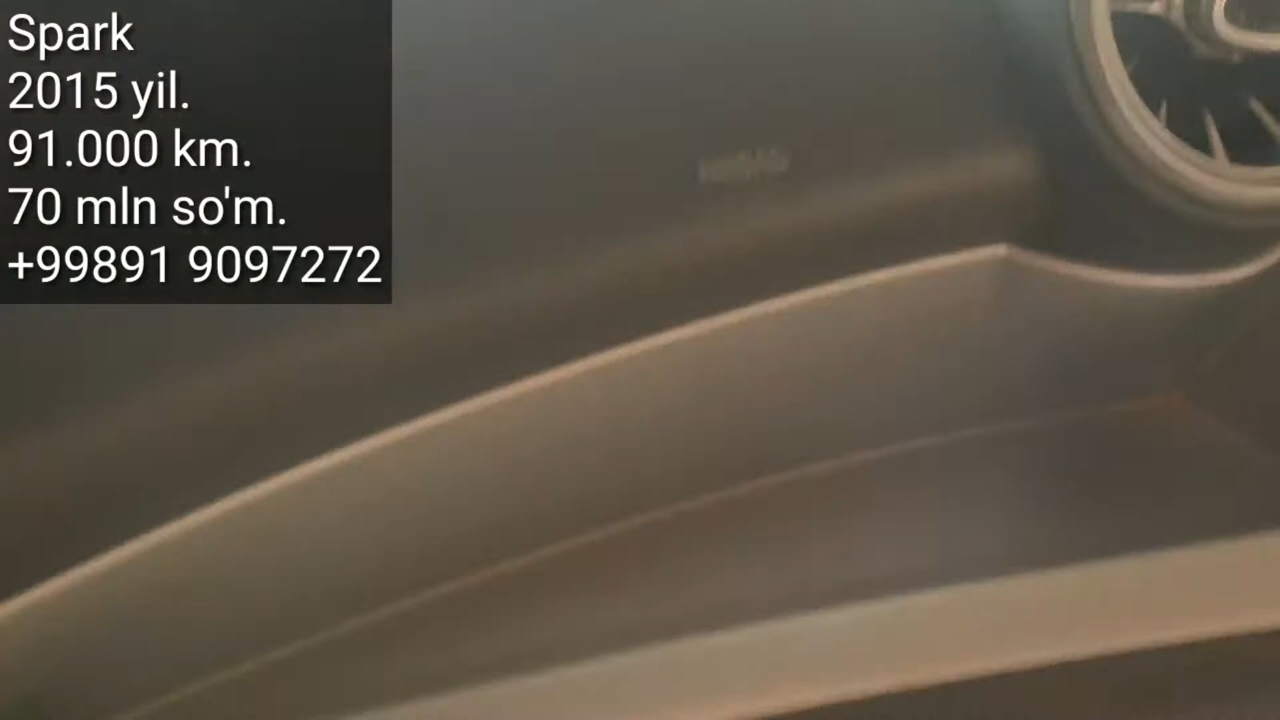 Spark
2015 yil.
91.000 km.
70 mln so'm.
+99891 9097272